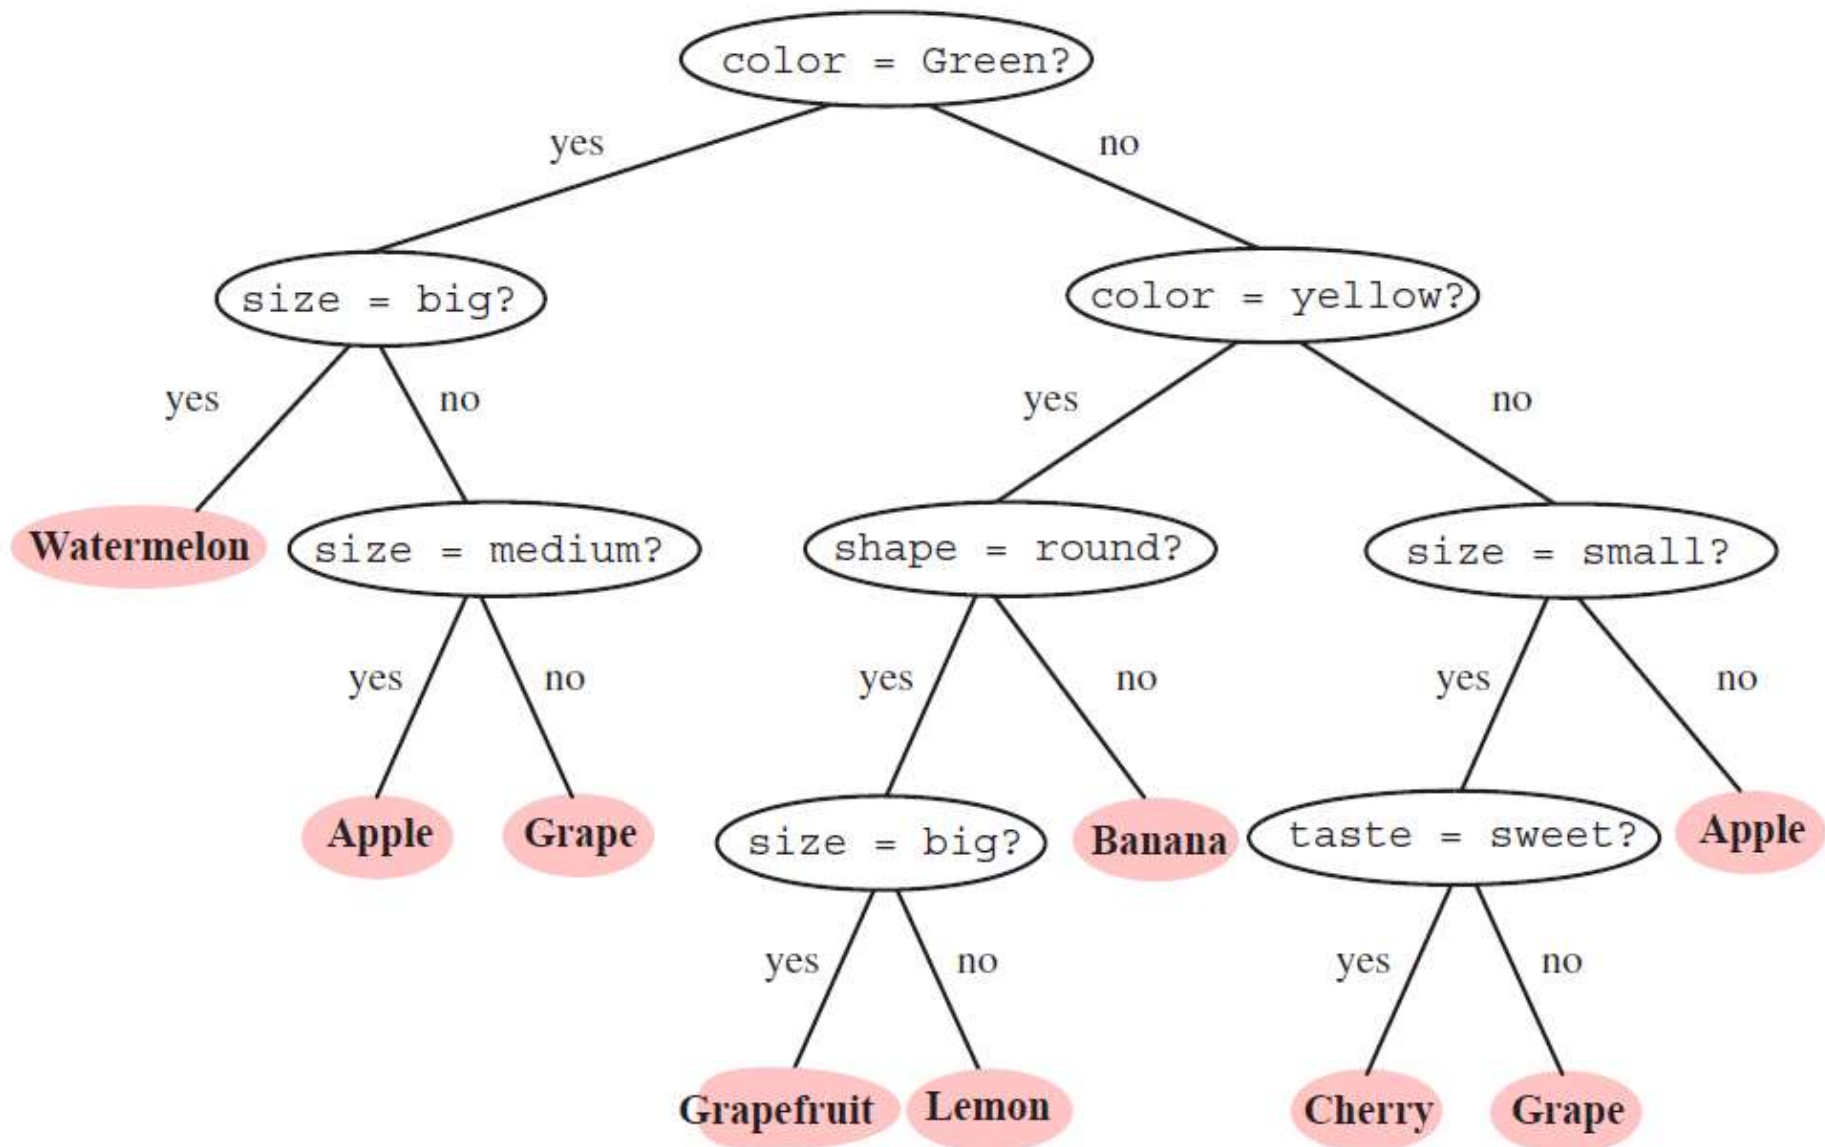 color = Green?
yes
no
size = big?
color = yellow?
yes
no
yes
no
Watermelon
size = medium?
shape = round?
size = small?
yes
no
yes
no
yes
no
Apple
Grape
size = big?
Banana
taste = sweet?
Apple
yes
no
yes
no
Grapefruit
Lemon
Cherry
Grape